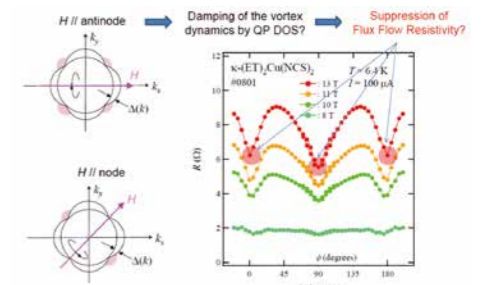 H // antinode
Damping of the vortex
dynamics by QP DOS?
Suppression of
Flux Flow Resistivity?
k_y
H
k_x
Δ(k)
H // node
k_y
H
k_x
Δ(k)
κ-(ET)₂Cu(NCS)₂
#0801
T = 6.4 K
I = 100 μA
: 13 T
: 11 T
: 10 T
: 8 T
R (Ω)
10
8
6
4
2
0
0 45 90 135 180
ϕ (degrees)